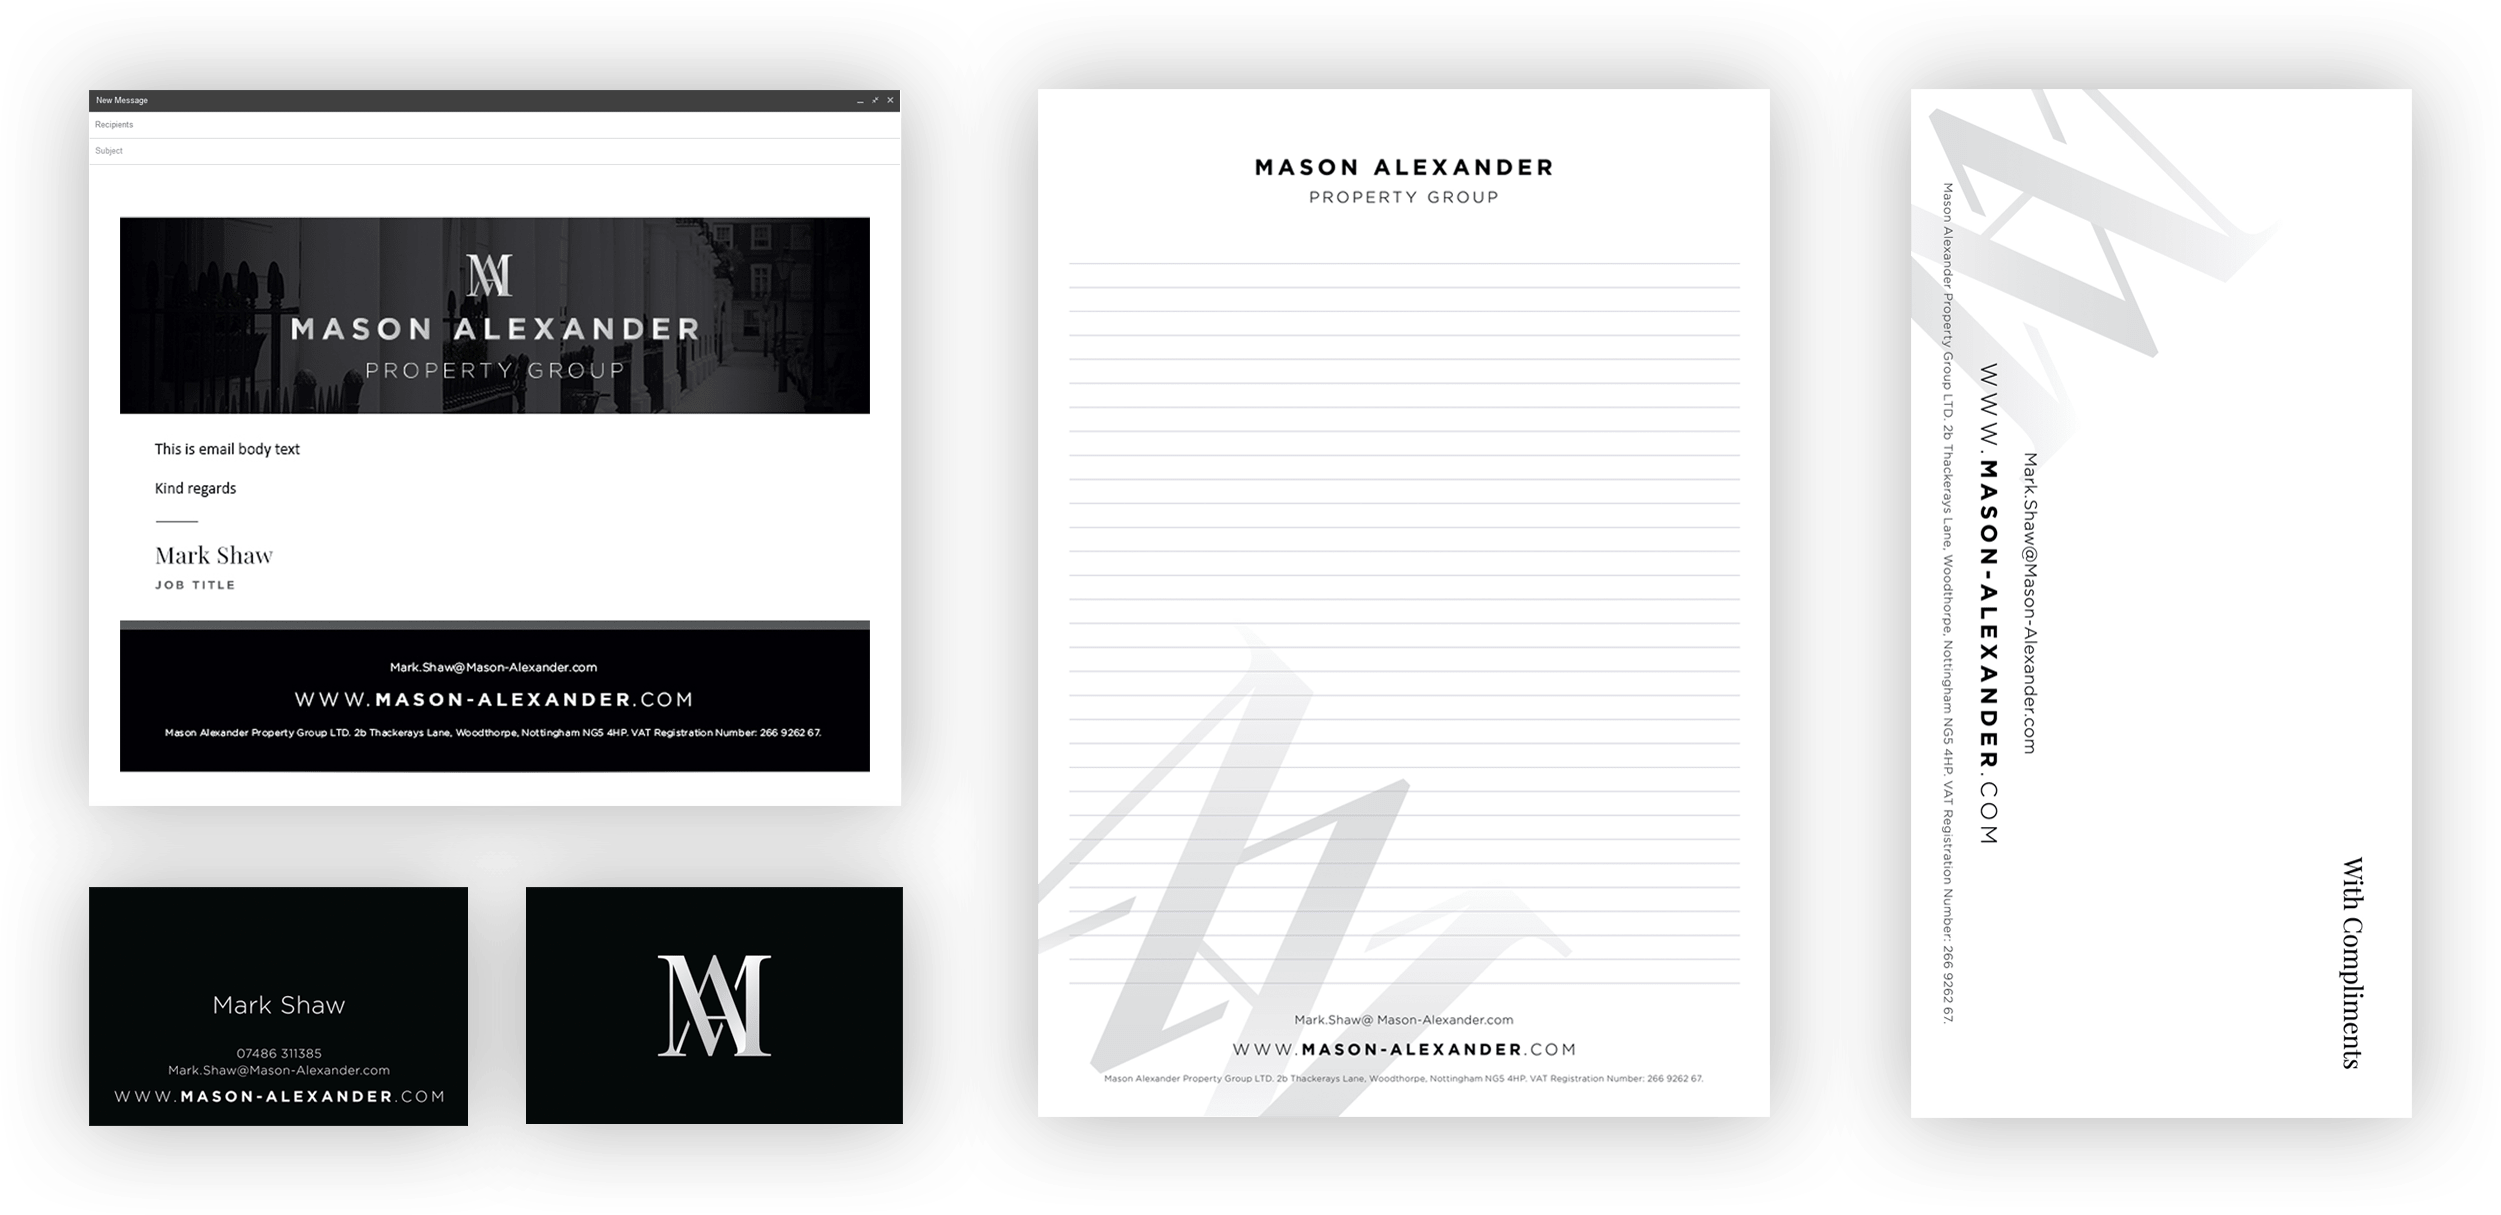 New Message
Recipients
Subject
MA
MASON ALEXANDER
PROPERTY GROUP
This is email body text
Kind regards
Mark Shaw
JOB TITLE
Mark.Shaw@Mason-Alexander.com
WWW.MASON-ALEXANDER.COM
Mason Alexander Property Group LTD. 2b Thackerays Lane, Woodthorpe, Nottingham NG5 4HP. VAT Registration Number: 266 9262 67.
Mark Shaw
07486 311385
Mark.Shaw@Mason-Alexander.com
WWW.MASON-ALEXANDER.COM
MA
MASON ALEXANDER
PROPERTY GROUP
Mark.Shaw@ Mason-Alexander.com
WWW.MASON-ALEXANDER.COM
Mason Alexander Property Group LTD. 2b Thackerays Lane, Woodthorpe, Nottingham NG5 4HP. VAT Registration Number: 266 9262 67.
With Compliments
Mark.Shaw@Mason-Alexander.com
WWW.MASON-ALEXANDER.COM
Mason Alexander Property Group LTD. 2b Thackerays Lane, Woodthorpe, Nottingham NG5 4HP. VAT Registration Number: 266 9262 67.